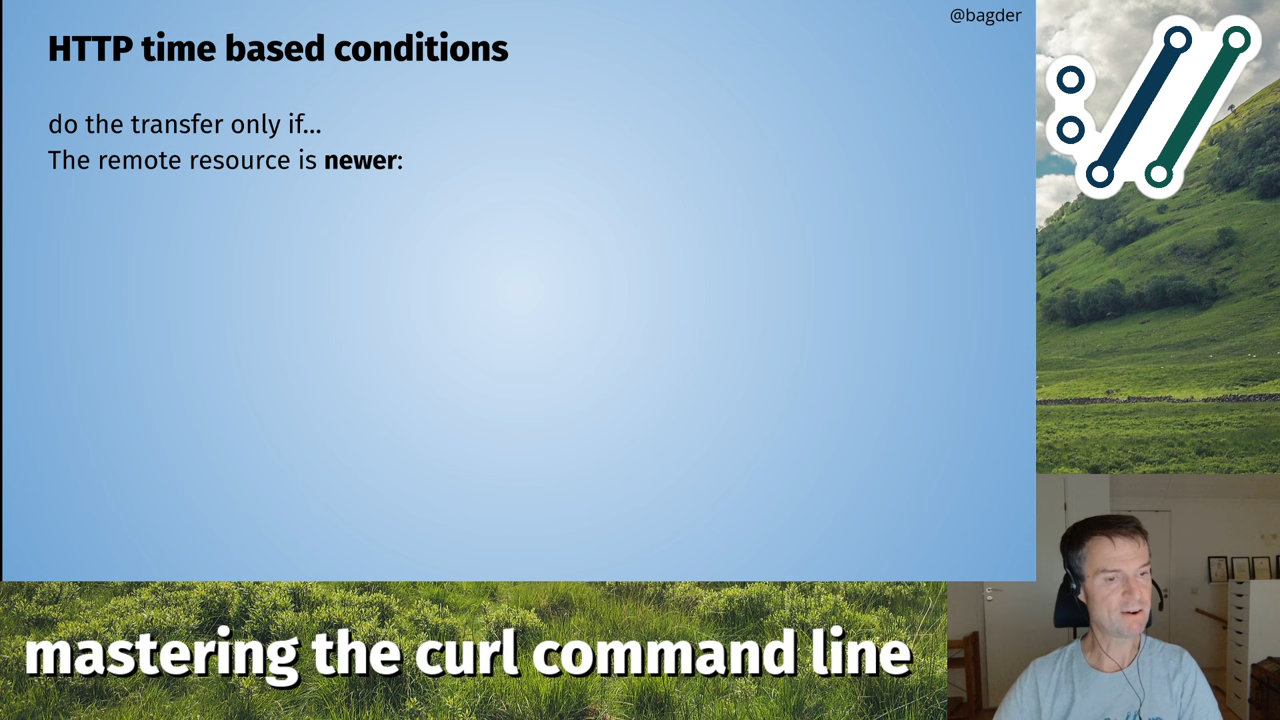 @bagder
HTTP time based conditions
do the transfer only if...
The remote resource is newer:
mastering the curl command line